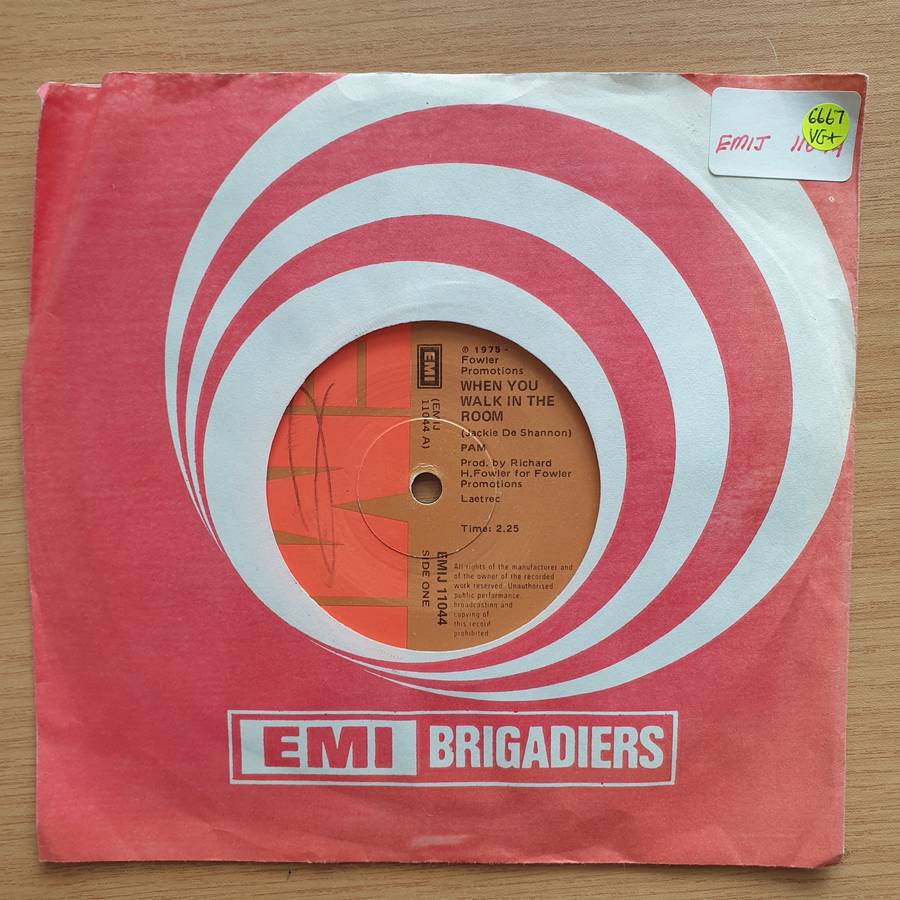 EMIJ
6667
VG+
EMI
(EMIJ
11044 A)
℗ 1975 -
Fowler
Promotions
WHEN YOU
WALK IN THE
ROOM
(Jackie De Shannon)
PAM
Prod. by Richard
H.Fowler for Fowler
Promotions
Laetrec
Time: 2.25
EMIJ 11044
SIDE ONE
All rights of the manufacturer and
of the owner of the recorded
work reserved. Unauthorised
public performance,
broadcasting and
copying of
this record
prohibited.
EMI BRIGADIERS